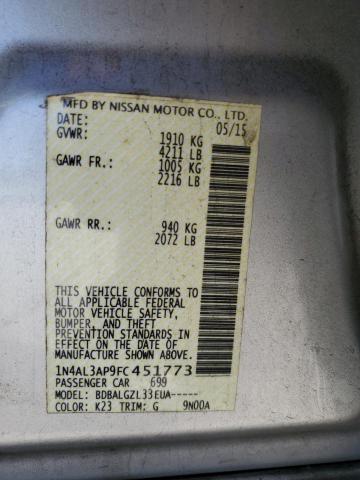 MFD BY NISSAN MOTOR CO., LTD.
DATE: 05/15
GVWR: 1910 KG
4211 LB
GAWR FR.: 1005 KG
2216 LB
GAWR RR.: 940 KG
2072 LB
THIS VEHICLE CONFORMS TO
ALL APPLICABLE FEDERAL
MOTOR VEHICLE SAFETY,
BUMPER, AND THEFT
PREVENTION STANDARDS IN
EFFECT ON THE DATE OF
MANUFACTURE SHOWN ABOVE.
1N4AL3AP9FC451773
PASSENGER CAR 699
MODEL: BDBALGZL33EUA-----
COLOR: K23 TRIM: G 9N00A